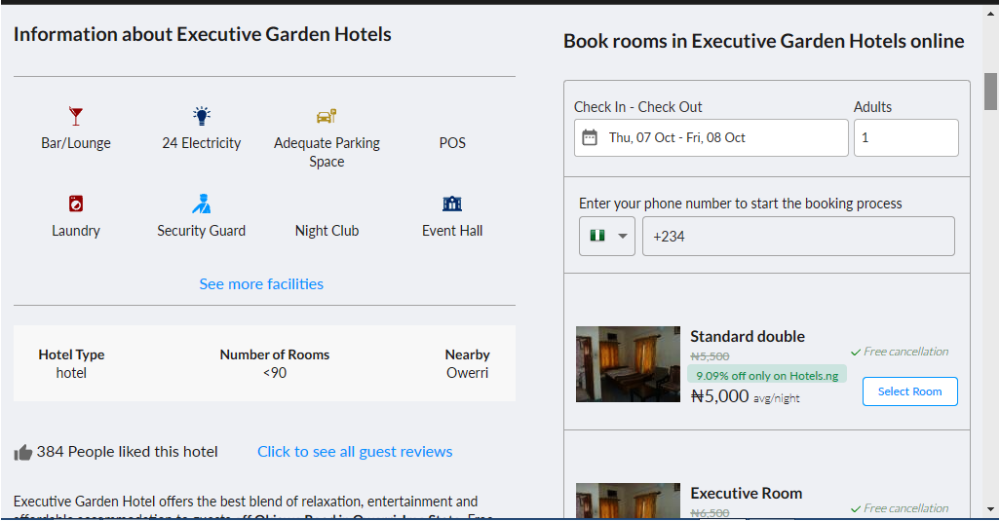 Information about Executive Garden Hotels
Bar/Lounge
24 Electricity
Adequate Parking
Space
POS
Laundry
Security Guard
Night Club
Event Hall
See more facilities
Hotel Type
hotel
Number of Rooms
<90
Nearby
Owerri
384 People liked this hotel
Click to see all guest reviews
Executive Garden Hotel offers the best blend of relaxation, entertainment and
Book rooms in Executive Garden Hotels online
Check In - Check Out
Adults
Thu, 07 Oct - Fri, 08 Oct
1
Enter your phone number to start the booking process
+234
Standard double
₦5,500
9.09% off only on Hotels.ng
₦5,000 avg/night
Free cancellation
Select Room
Executive Room
₦6,500
Free cancellation